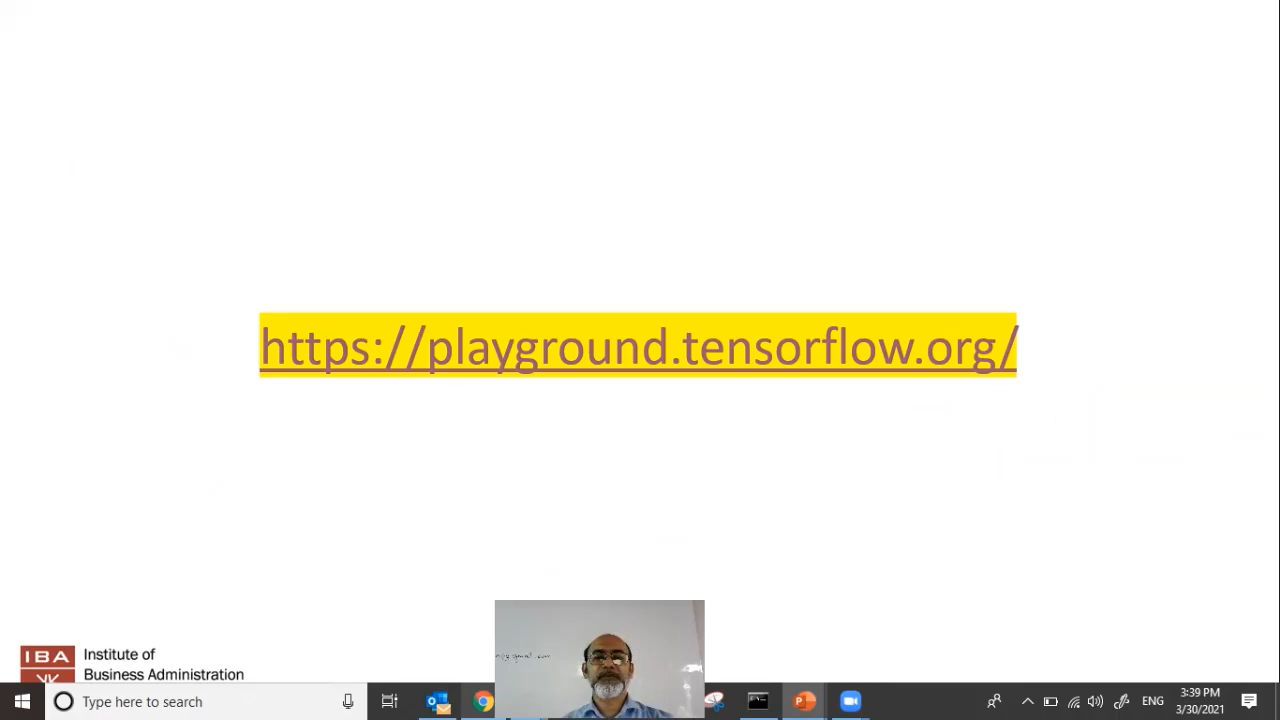 https://playground.tensorflow.org/
IBA
Institute of
Business Administration
Type here to search
ENG
3:39 PM
3/30/2021